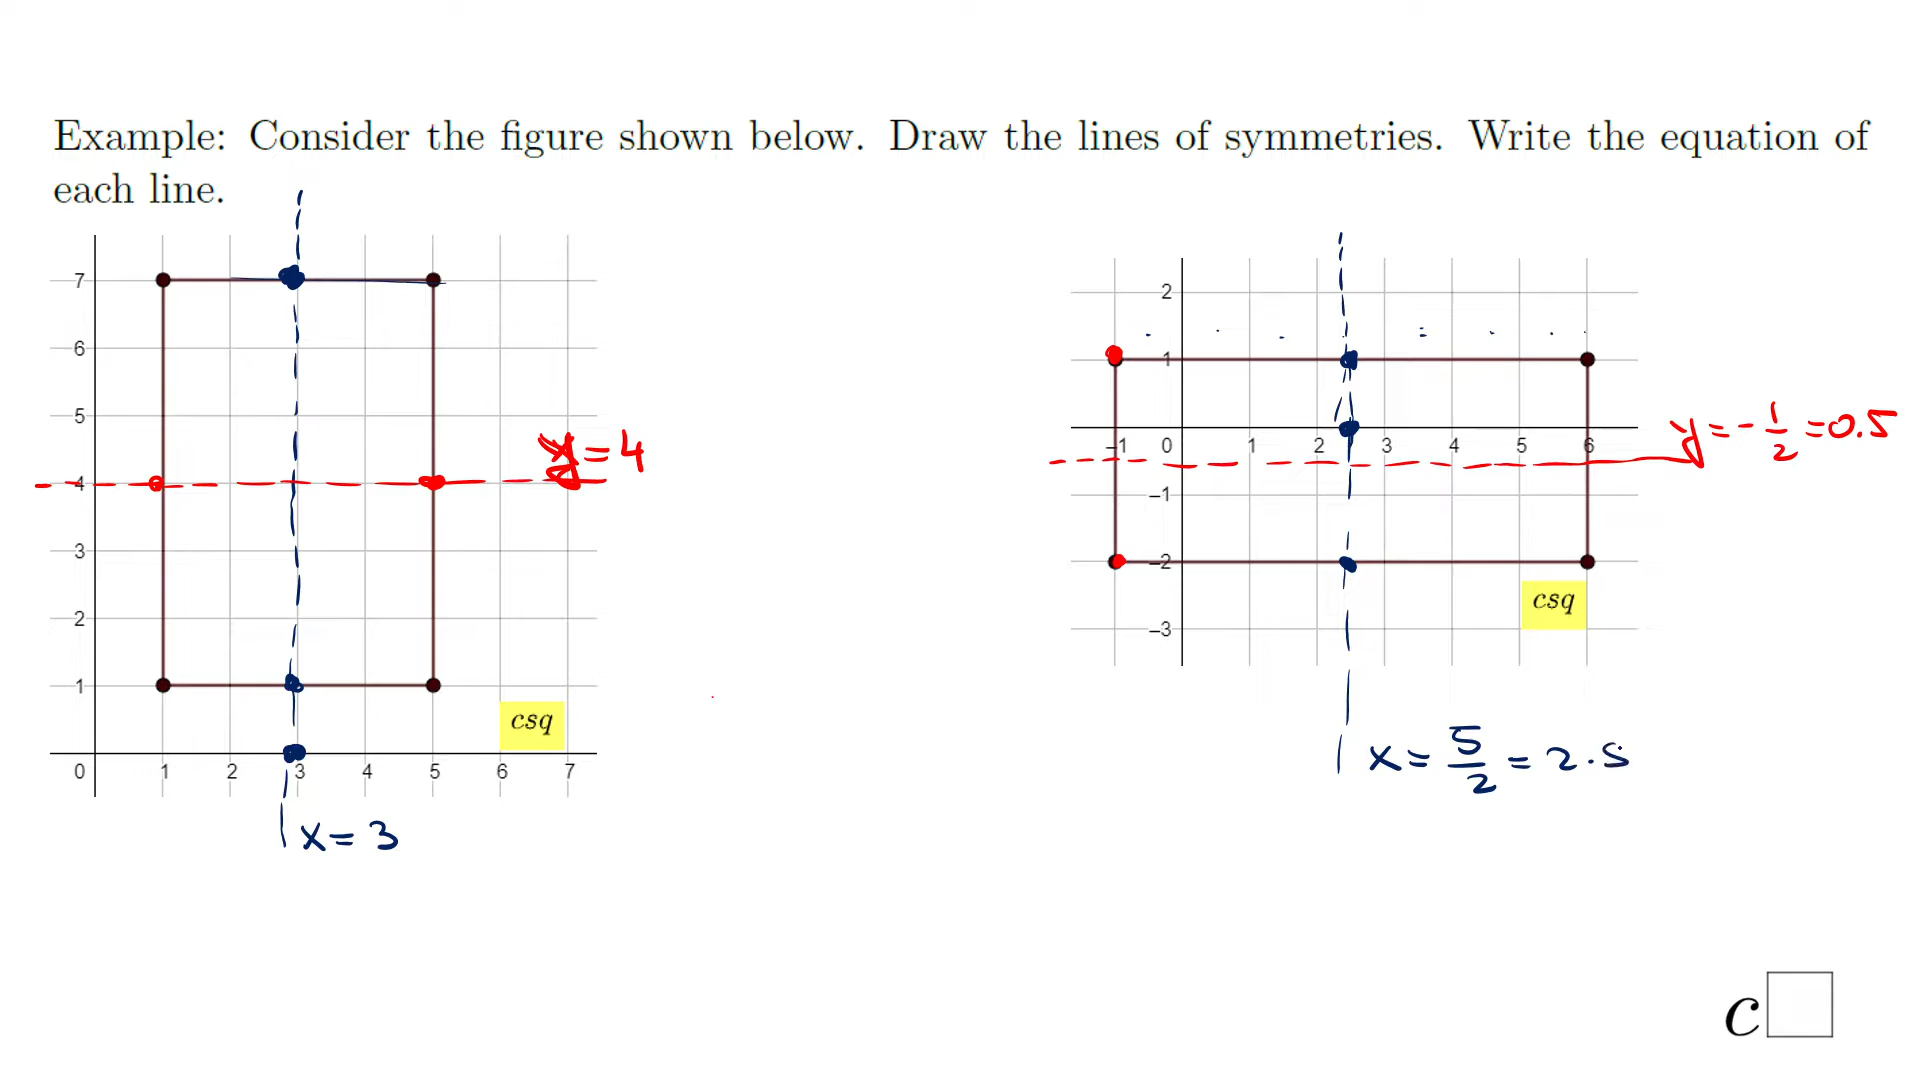 Example: Consider the figure shown below. Draw the lines of symmetries. Write the equation of
each line.
7
6
5
4
3
2
1
0 1 2 3 4 5 6 7
y = 4
csq
x = 3
2
1
–1 0 1 2 3 4 5 6
–1
–2
–3
y = - 1/2 = 0.5
csq
x = 5/2 = 2.5
c